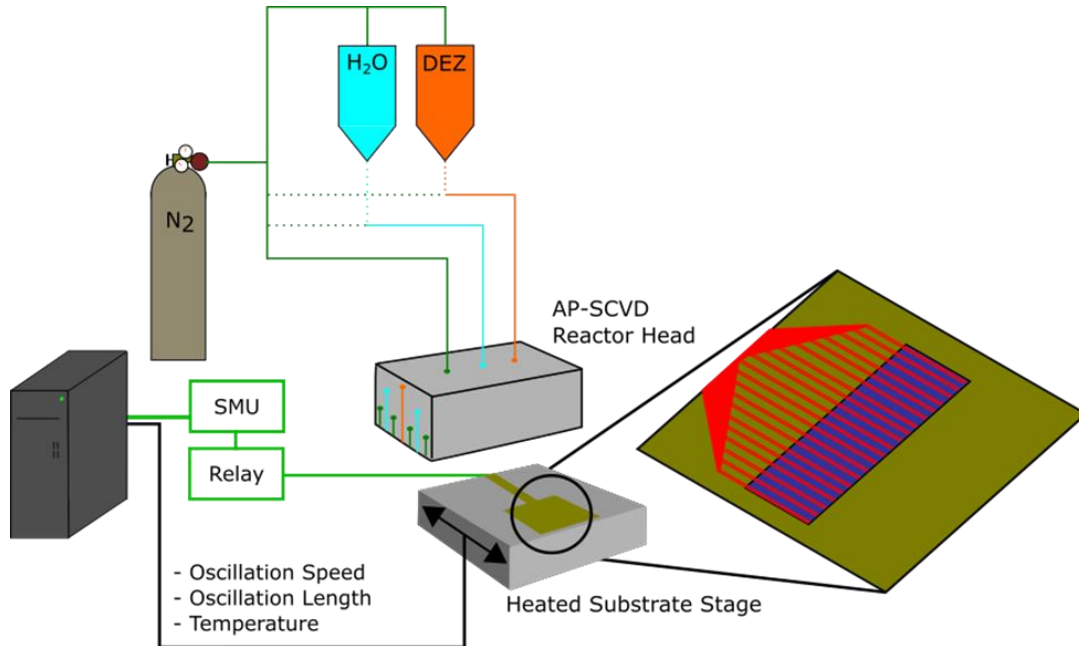 H₂O
DEZ
N₂
AP-SCVD
Reactor Head
SMU
Relay
- Oscillation Speed
- Oscillation Length
- Temperature
Heated Substrate Stage